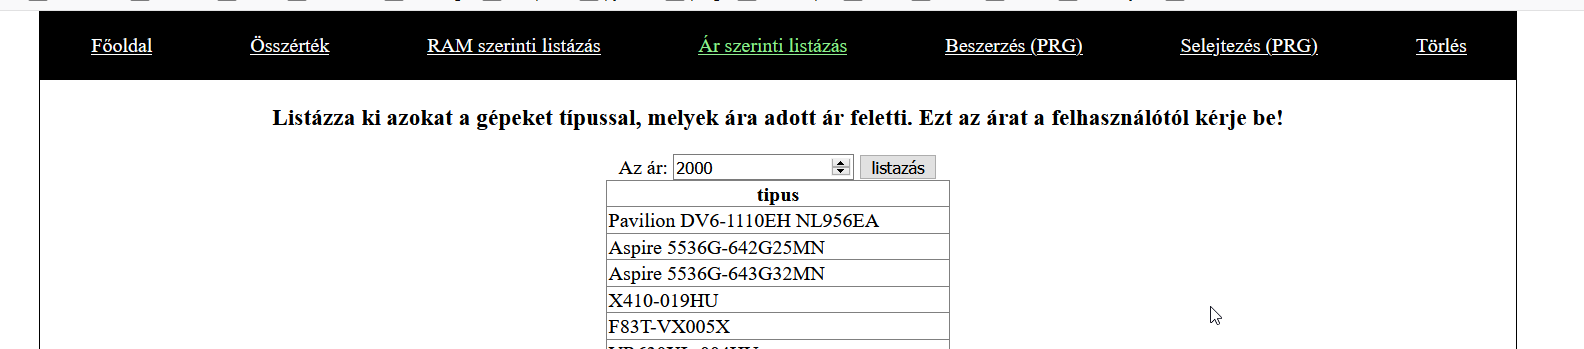 Főoldal Összérték RAM szerinti listázás Ár szerinti listázás Beszerzés (PRG) Selejtezés (PRG) Törlés
Listázza ki azokat a gépeket típussal, melyek ára adott ár feletti. Ezt az árat a felhasználótól kérje be!
Az ár: 2000 listazás
tipus
Pavilion DV6-1110EH NL956EA
Aspire 5536G-642G25MN
Aspire 5536G-643G32MN
X410-019HU
F83T-VX005X